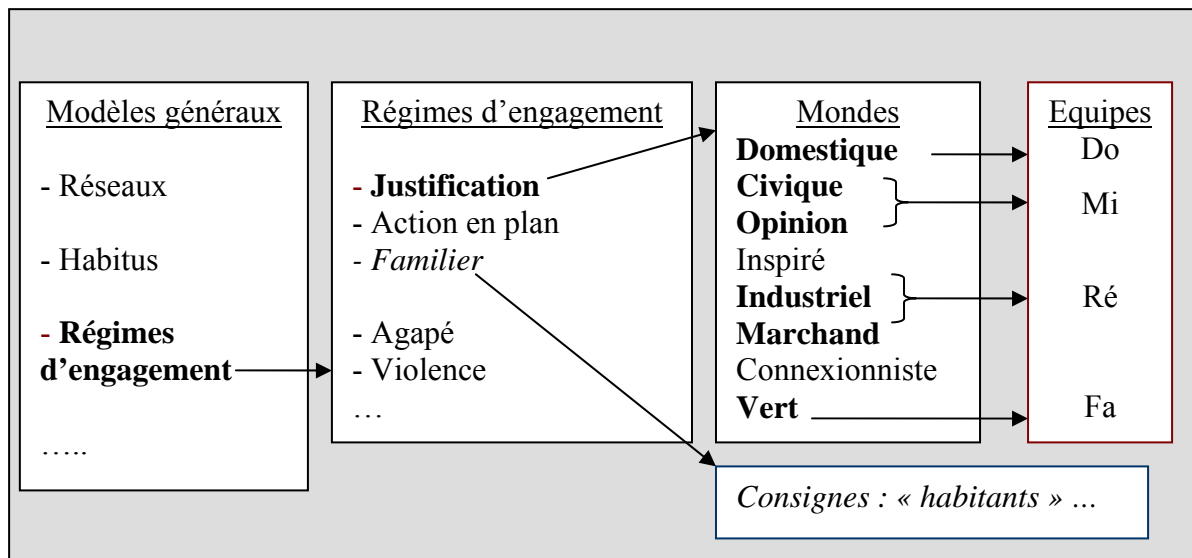 Modèles généraux
- Réseaux
- Habitus
- Régimes
d’engagement
…..
Régimes d’engagement
- Justification
- Action en plan
- Familier
- Agapé
- Violence
…
Mondes
Domestique
Civique
Opinion
Inspiré
Industriel
Marchand
Connexionniste
Vert
Equipes
Do
Mi
Ré
Fa
Consignes : « habitants » …